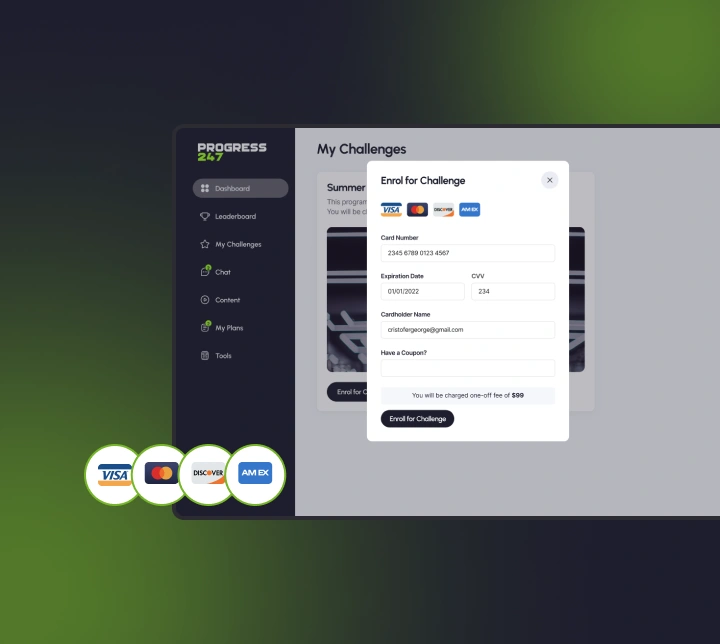 PROGRESS
247
Dashboard
Leaderboard
My Challenges
Chat
Content
My Plans
Tools
My Challenges
Summer
This program
You will be
Enrol for
Enrol for Challenge
VISA
DISCOVER
AM EX
Card Number
2345 6789 0123 4567
Expiration Date
CVV
01/01/2022
234
Cardholder Name
cristofergeorge@gmail.com
Have a Coupon?
You will be charged one-off fee of $99
Enroll for Challenge
VISA
DISCOVER
AM EX